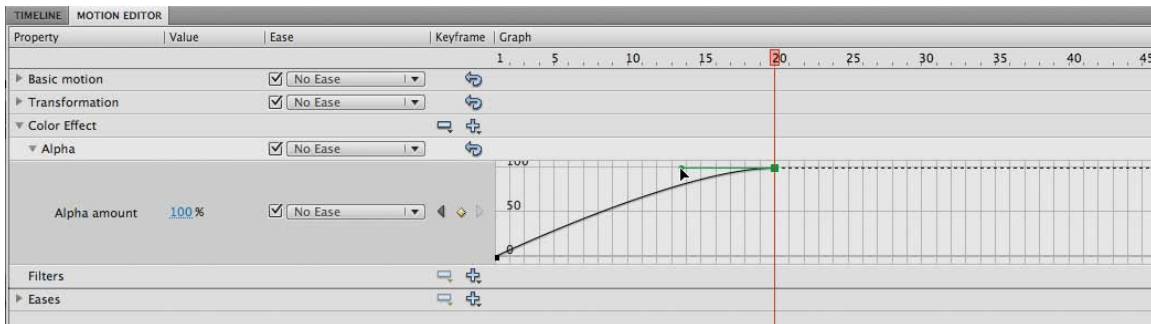 TIMELINE MOTION EDITOR
Property Value Ease Keyframe Graph
1 5 10 15 20 25 30 35 40 45
Basic motion No Ease
Transformation No Ease
Color Effect
Alpha No Ease
100
Alpha amount 100 % No Ease 50
0
Filters
Eases